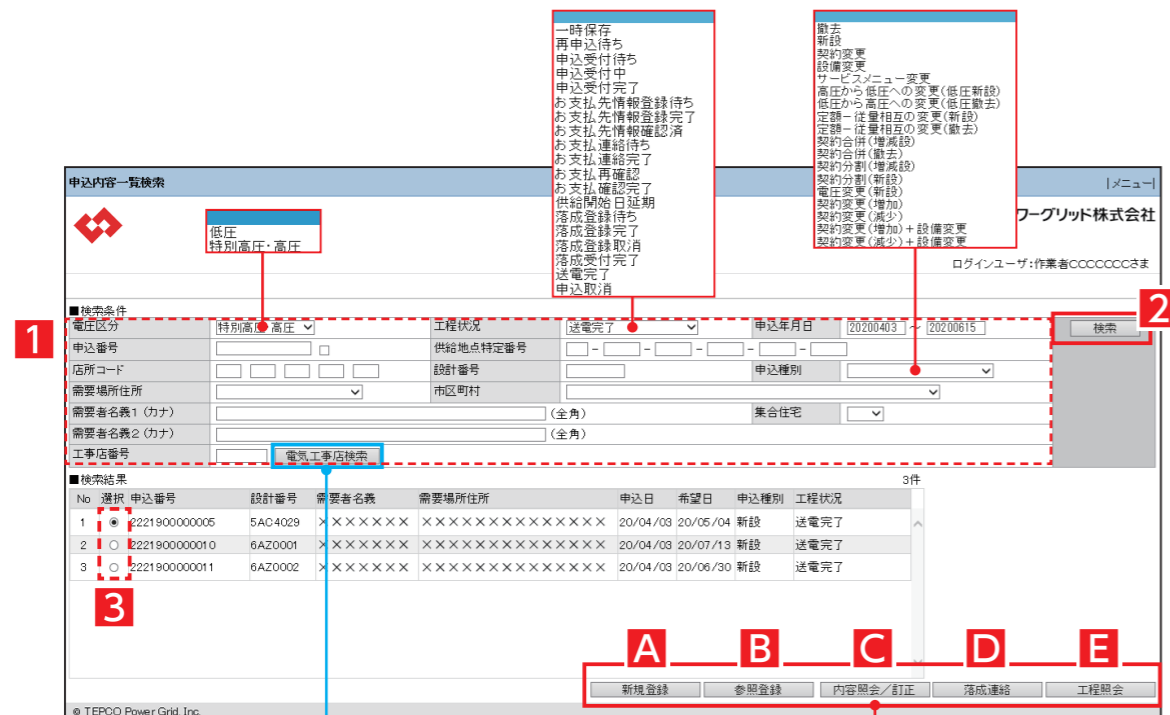 一時保存
再申込待ち
申込受付待ち
申込受付中
申込受付完了
お支払先情報登録待ち
お支払先情報登録完了
お支払先情報確認済
お支払連絡待ち
お支払連絡完了
お支払再確認
お支払確認完了
供給開始日延期
落成登録待ち
落成登録完了
落成登録取消
落成受付完了
送電完了
申込取消
撤去
新設
契約変更
設備変更
サービスメニュー変更
高圧から低圧への変更(低圧新設)
低圧から高圧への変更(低圧撤去)
定額－従量相互の変更(新設)
定額－従量相互の変更(撤去)
契約合併(増減設)
契約合併(撤去)
契約分割(増減設)
契約分割(新設)
電圧変更(新設)
契約変更(増加)
契約変更(減少)
契約変更(増加)＋設備変更
契約変更(減少)＋設備変更
申込内容一覧検索 |メニュー|
低圧
特別高圧・高圧
ワーグリッド株式会社
ログインユーザ:作業者CCCCCCCさま
■検索条件
1
2
電圧区分 特別高圧・高圧 工程状況 送電完了 申込年月日 20200403 ～ 20200615 検索
申込番号 供給地点特定番号 - - - - - -
店所コード 設計番号 申込種別
需要場所住所 市区町村
需要者名義1（カナ） (全角) 集合住宅
需要者名義2（カナ） (全角)
工事店番号 電気工事店検索
■検索結果 3件
No 選択 申込番号 設計番号 需要者名義 需要場所住所 申込日 希望日 申込種別 工程状況
1 2221900000005 5AC4029 ××××××× ×××××××××××××× 20/04/03 20/05/04 新設 送電完了
2 2221900000010 6AZ0001 ××××××× ×××××××××××××× 20/04/03 20/07/13 新設 送電完了
3 2221900000011 6AZ0002 ××××××× ×××××××××××××× 20/04/03 20/06/30 新設 送電完了
3
A B C D E
新規登録 参照登録 内容照会／訂正 落成連絡 工程照会
© TEPCO Power Grid, Inc.